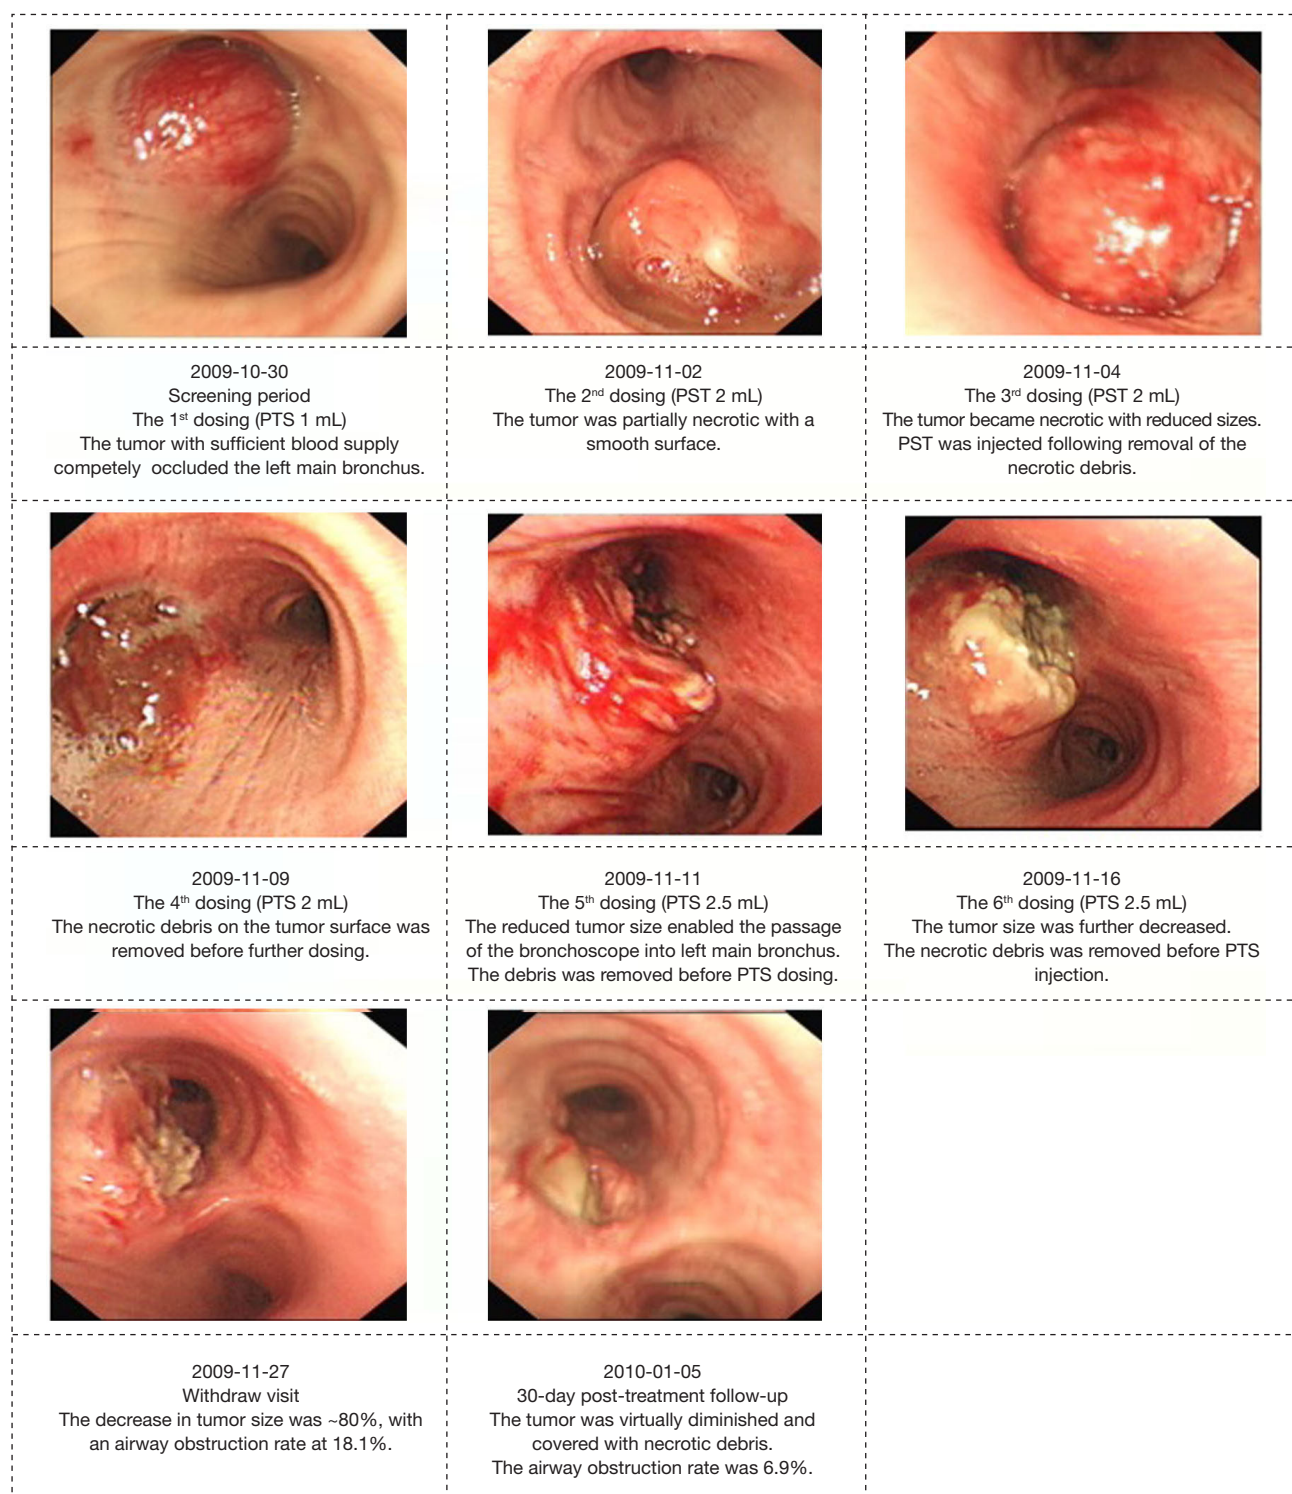 2009-10-30
Screening period
The 1st dosing (PTS 1 mL)
The tumor with sufficient blood supply
competely occluded the left main bronchus.
2009-11-02
The 2nd dosing (PST 2 mL)
The tumor was partially necrotic with a
smooth surface.
2009-11-04
The 3rd dosing (PST 2 mL)
The tumor became necrotic with reduced sizes.
PST was injected following removal of the
necrotic debris.
2009-11-09
The 4th dosing (PTS 2 mL)
The necrotic debris on the tumor surface was
removed before further dosing.
2009-11-11
The 5th dosing (PTS 2.5 mL)
The reduced tumor size enabled the passage
of the bronchoscope into left main bronchus.
The debris was removed before PTS dosing.
2009-11-16
The 6th dosing (PTS 2.5 mL)
The tumor size was further decreased.
The necrotic debris was removed before PTS
injection.
2009-11-27
Withdraw visit
The decrease in tumor size was ~80%, with
an airway obstruction rate at 18.1%.
2010-01-05
30-day post-treatment follow-up
The tumor was virtually diminished and
covered with necrotic debris.
The airway obstruction rate was 6.9%.